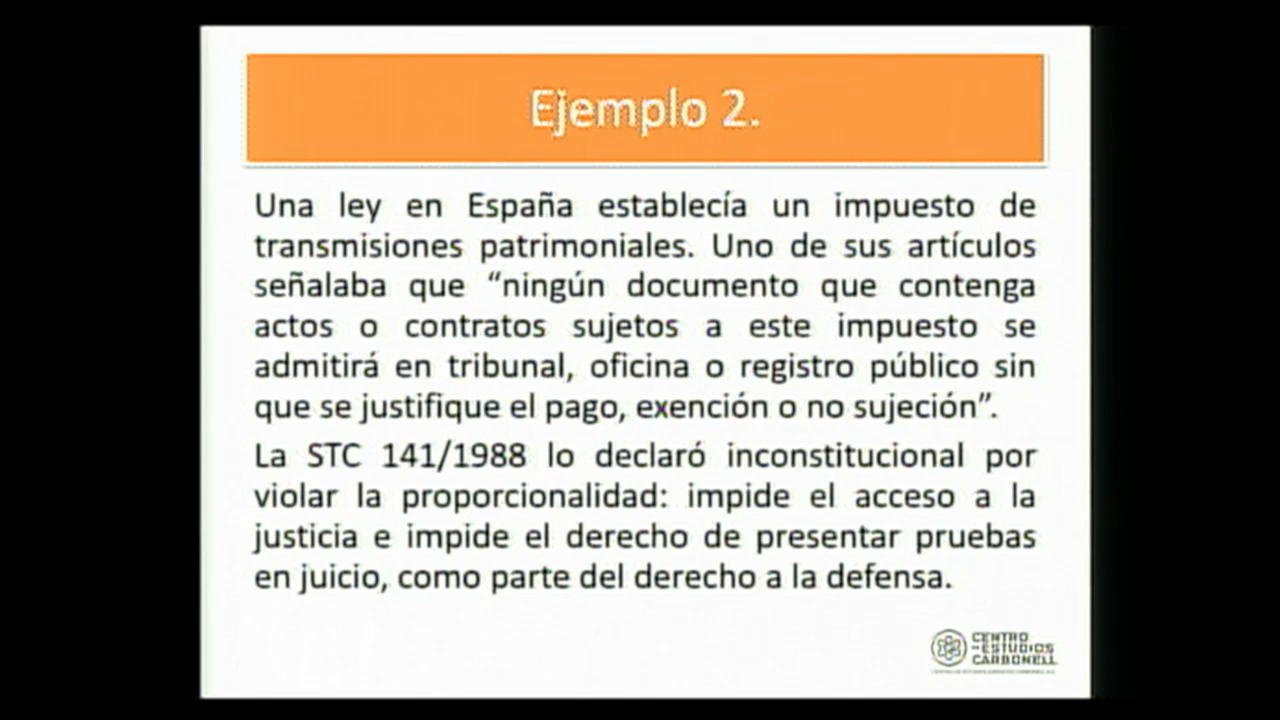 Ejemplo 2.
Una ley en España establecía un impuesto de
transmisiones patrimoniales. Uno de sus artículos
señalaba que “ningún documento que contenga
actos o contratos sujetos a este impuesto se
admitirá en tribunal, oficina o registro público sin
que se justifique el pago, exención o no sujeción”.
La STC 141/1988 lo declaró inconstitucional por
violar la proporcionalidad: impide el acceso a la
justicia e impide el derecho de presentar pruebas
en juicio, como parte del derecho a la defensa.
CENTRO
DE ESTUDIOS
CARBONELL